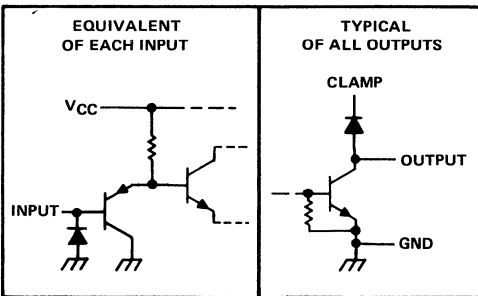 EQUIVALENT
OF EACH INPUT
VCC
INPUT
TYPICAL
OF ALL OUTPUTS
CLAMP
OUTPUT
GND